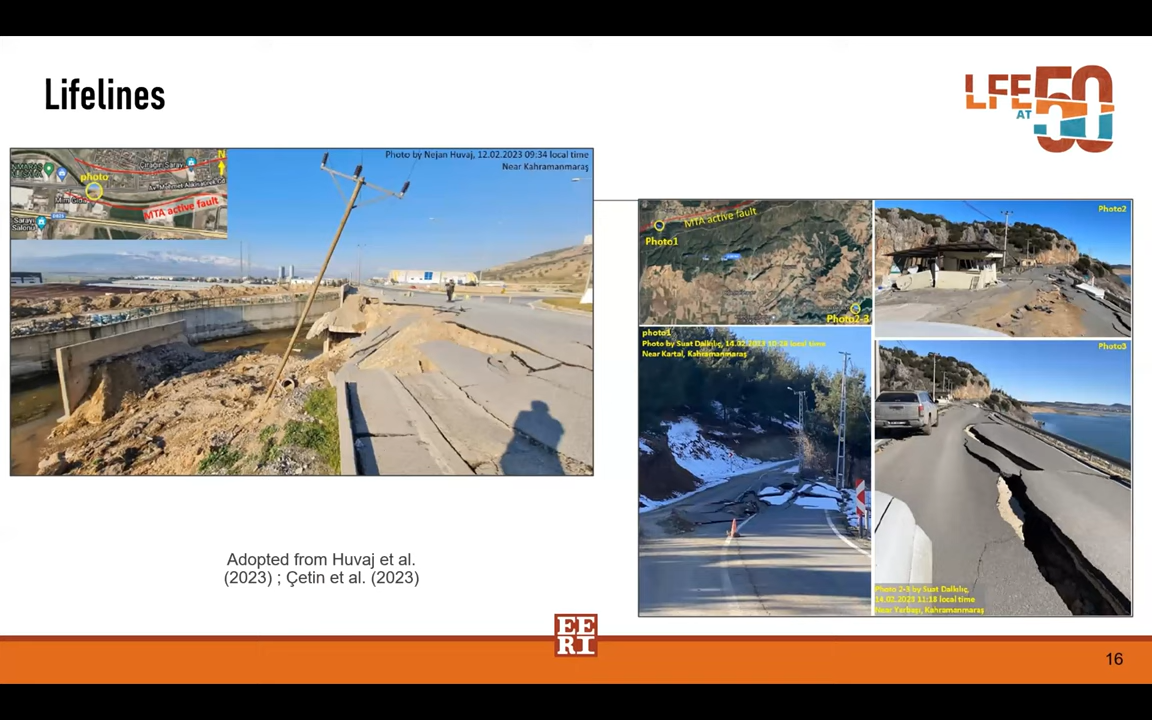 Lifelines
LFE
AT
50
Photo by Nejan Huvaj, 12.02.2023 09:34 local time
Near Kahramanmaraş
N
photo
MTA active fault
MTA active fault
Photo1
Photo2-3
Photo2
photo1
Photo by Suat Dalkılıç, 14.02.2023 10:28 local time
Near Kartal, Kahramanmaraş
Photo3
Photo 2-3 by Suat Dalkılıç,
14.02.2023 11:18 local time
Near Yarbaşı, Kahramanmaraş
Adopted from Huvaj et al.
(2023) ; Çetin et al. (2023)
EE
RI
16